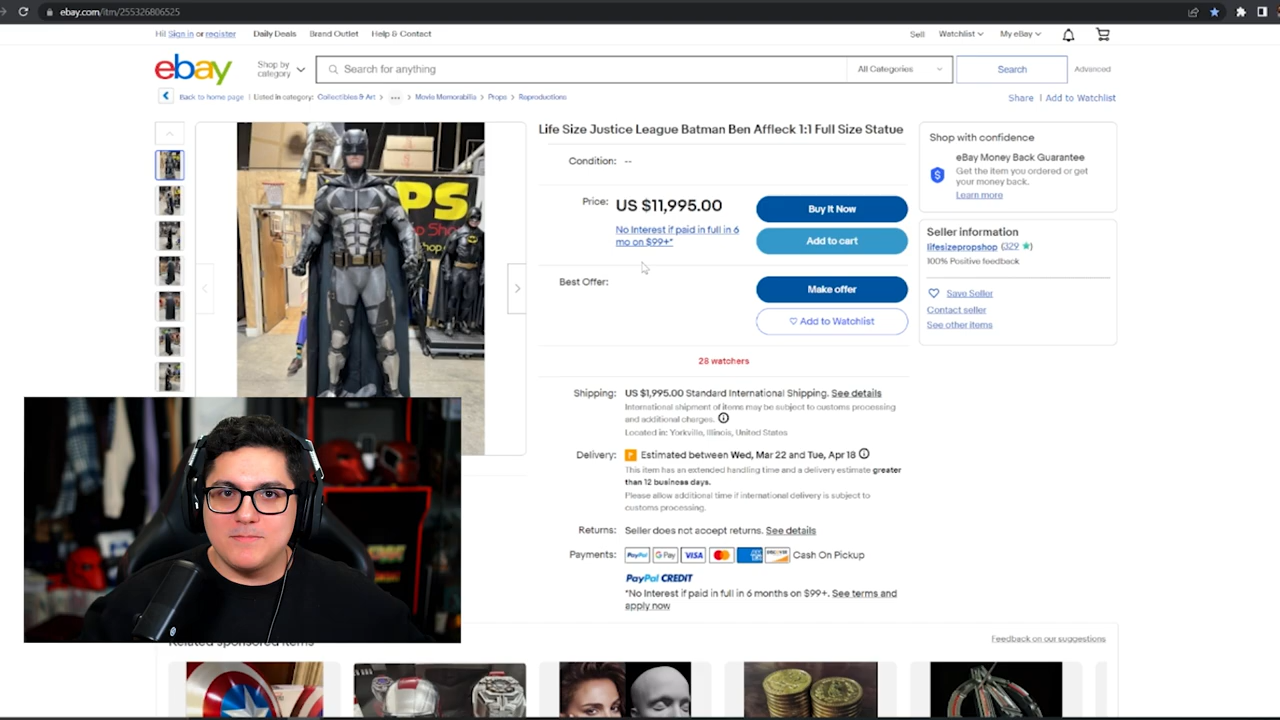 ebay.com/itm/255326806525
Hi! Sign in or register
Daily Deals
Brand Outlet
Help & Contact
Sell
Watchlist
My eBay
ebay
Shop by
category
Search for anything
All Categories
Search
Advanced
Back to home page | Listed in category: Collectibles & Art > ... > Movie Memorabilia > Props > Reproductions
Share | Add to Watchlist
PS
Life Size Justice League Batman Ben Affleck 1:1 Full Size Statue
Condition: --
Price: US $11,995.00
No Interest if paid in full in 6
mo on $99+*
Buy It Now
Add to cart
Best Offer:
Make offer
Add to Watchlist
28 watchers
Shipping: US $1,995.00 Standard International Shipping. See details
International shipment of items may be subject to customs processing
and additional charges.
Located in: Yorkville, Illinois, United States
Delivery: Estimated between Wed, Mar 22 and Tue, Apr 18
This item has an extended handling time and a delivery estimate greater
than 12 business days.
Please allow additional time if international delivery is subject to
customs processing.
Returns: Seller does not accept returns. See details
Payments: PayPal G Pay VISA DISCOVER Cash On Pickup
PayPal CREDIT
*No Interest if paid in full in 6 months on $99+. See terms and
apply now
Shop with confidence
eBay Money Back Guarantee
Get the item you ordered or get
your money back.
Learn more
Seller information
lifesizepropshop (329)
100% Positive feedback
Save Seller
Contact seller
See other items
Related sponsored items
Feedback on our suggestions